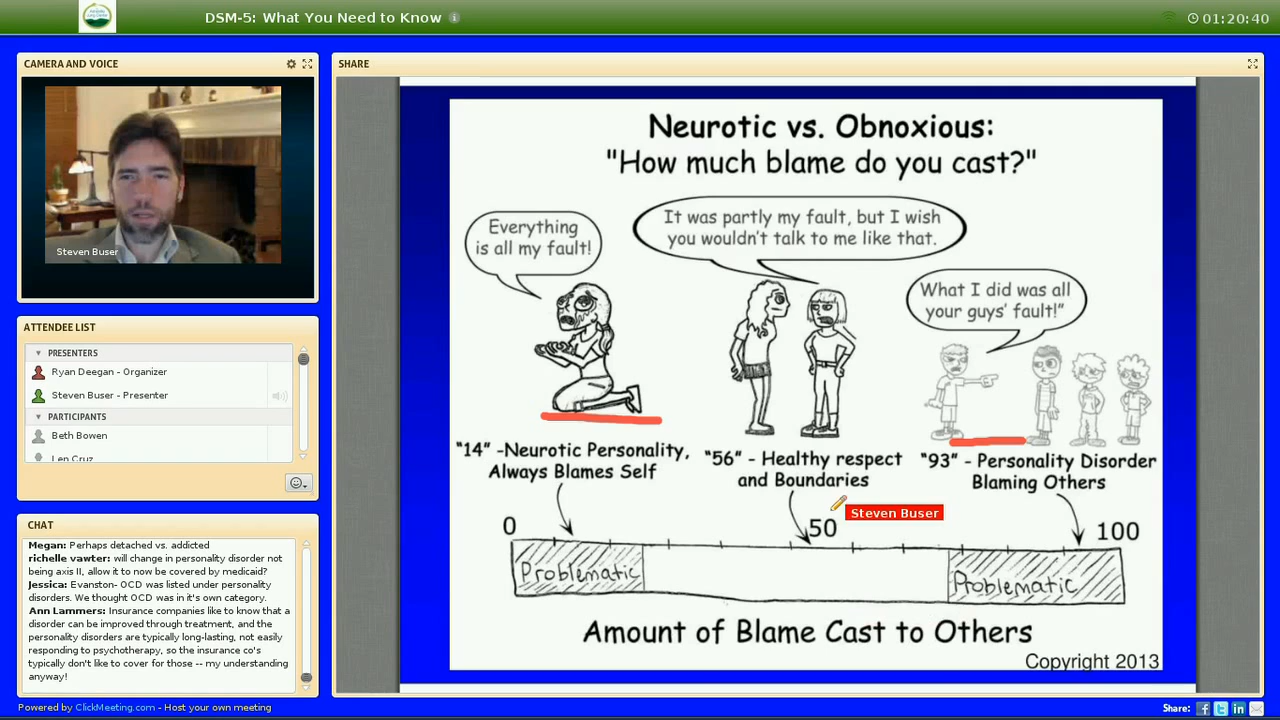 DSM-5: What You Need to Know
01:20:40
CAMERA AND VOICE
Steven Buser
ATTENDEE LIST
PRESENTERS
Ryan Deegan - Organizer
Steven Buser - Presenter
PARTICIPANTS
Beth Bowen
Len Cruz
CHAT
Megan: Perhaps detached vs. addicted
richelle vawter: will change in personality disorder not
being axis II, allow it to now be covered by medicaid?
Jessica: Evanston- OCD was listed under personality
disorders. We thought OCD was in it's own category.
Ann Lammers: Insurance companies like to know that a
disorder can be improved through treatment, and the
personality disorders are typically long-lasting, not easily
responding to psychotherapy, so the insurance co's
typically don't like to cover for those -- my understanding
anyway!
SHARE
Neurotic vs. Obnoxious:
"How much blame do you cast?"
Everything
is all my fault!
It was partly my fault, but I wish
you wouldn't talk to me like that.
What I did was all
your guys' fault!"
"14" -Neurotic Personality,
Always Blames Self
"56" - Healthy respect
and Boundaries
"93" - Personality Disorder
Blaming Others
Steven Buser
0
50
100
Problematic
Problematic
Amount of Blame Cast to Others
Copyright 2013
Powered by ClickMeeting.com - Host your own meeting
Share: